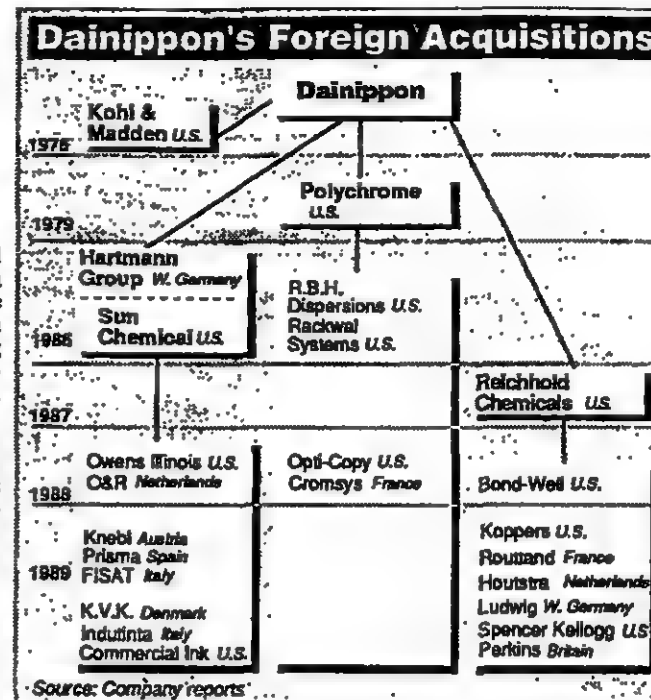 Dainippon's Foreign Acquisitions
Dainippon
Kohl &
Madden U.S.
1976
Polychrome
U.S.
1979
Hartmann
Group W. Germany
Sun
Chemical U.S.
1986
R.B.H.
Dispersions U.S.
Rackwal
Systems U.S.
Reichhold
Chemicals U.S.
1987
Owens Illinois U.S.
O&R Netherlands
Opti-Copy U.S.
Cromsys France
Bond-Well U.S.
1988
Knebl Austria
Prisma Spain
FISAT Italy
1989
K.V.K. Denmark
Indutinta Italy
Commercial Ink U.S.
Koppers U.S.
Routtand France
Houtstra Netherlands
Ludwig W. Germany
Spencer Kellogg U.S
Perkins Britain
Source: Company reports